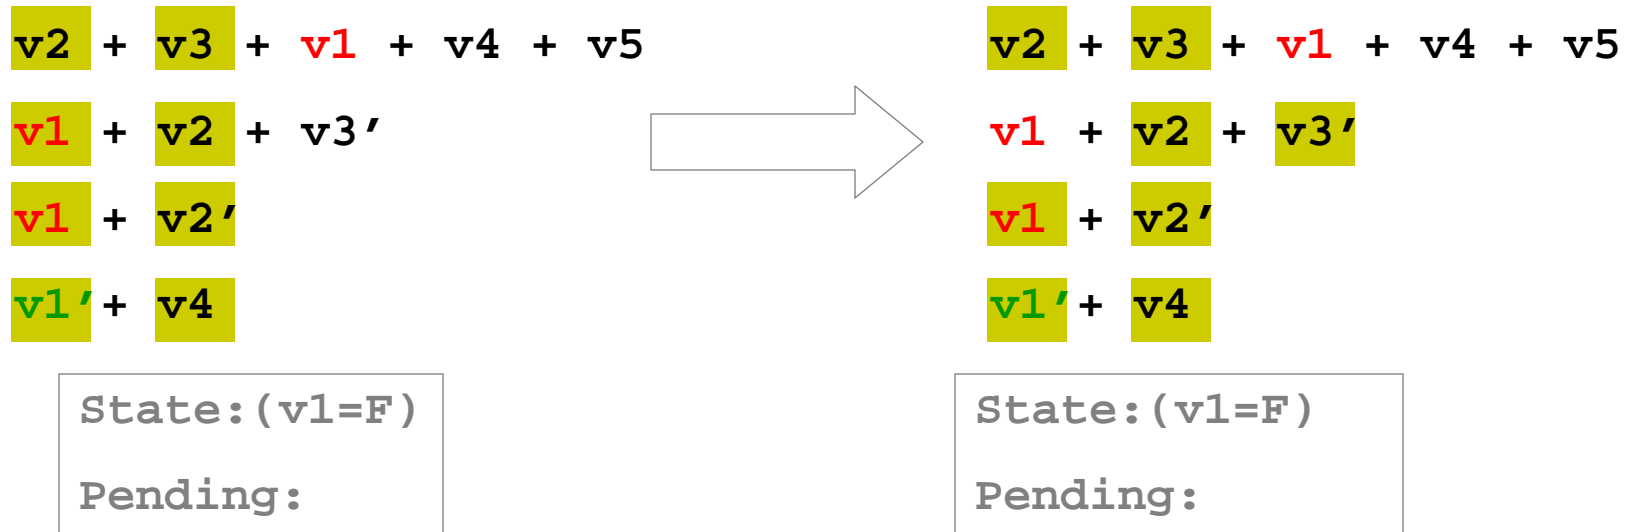 v2 + v3 + v1 + v4 + v5
v1 + v2 + v3′
v1 + v2′
v1′+ v4
State:(v1=F)
Pending:
v2 + v3 + v1 + v4 + v5
v1 + v2 + v3′
v1 + v2′
v1′+ v4
State:(v1=F)
Pending: